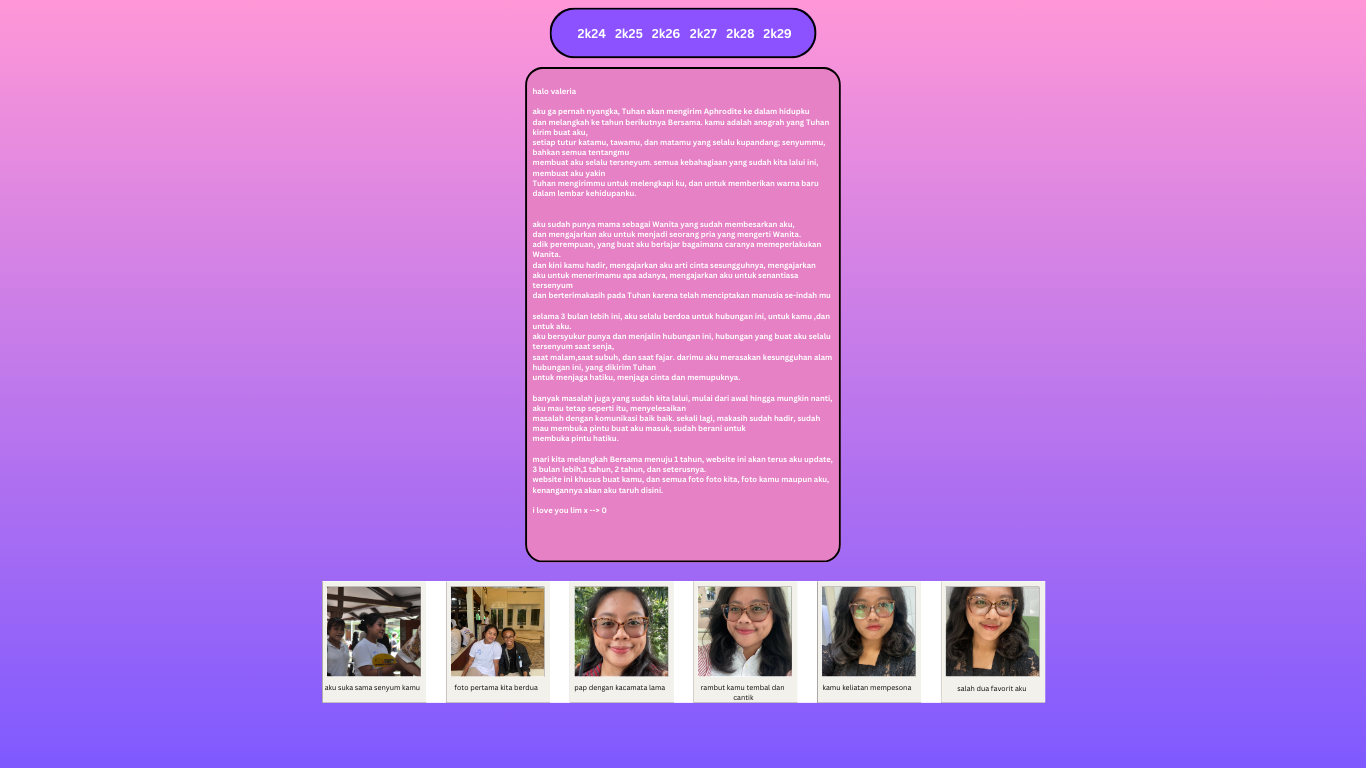 2k24 2k25 2k26 2k27 2k28 2k29
halo valeria
aku ga pernah nyangka, Tuhan akan mengirim Aphrodite ke dalam hidupku
dan melangkah ke tahun berikutnya Bersama. kamu adalah anograh yang Tuhan
kirim buat aku,
setiap tutur katamu, tawamu, dan matamu yang selalu kupandang; senyummu,
bahkan semua tentangmu
membuat aku selalu tersneyum. semua kebahagiaan yang sudah kita lalui ini,
membuat aku yakin
Tuhan mengirimmu untuk melengkapi ku, dan untuk memberikan warna baru
dalam lembar kehidupanku.
aku sudah punya mama sebagai Wanita yang sudah membesarkan aku,
dan mengajarkan aku untuk menjadi seorang pria yang mengerti Wanita.
adik perempuan, yang buat aku berlajar bagaimana caranya memeperlakukan
Wanita.
dan kini kamu hadir, mengajarkan aku arti cinta sesungguhnya, mengajarkan
aku untuk menerimamu apa adanya, mengajarkan aku untuk senantiasa
tersenyum
dan berterimakasih pada Tuhan karena telah menciptakan manusia se-indah mu
selama 3 bulan lebih ini, aku selalu berdoa untuk hubungan ini, untuk kamu ,dan
untuk aku.
aku bersyukur punya dan menjalin hubungan ini, hubungan yang buat aku selalu
tersenyum saat senja,
saat malam,saat subuh, dan saat fajar. darimu aku merasakan kesungguhan alam
hubungan ini, yang dikirim Tuhan
untuk menjaga hatiku, menjaga cinta dan memupuknya.
banyak masalah juga yang sudah kita lalui, mulai dari awal hingga mungkin nanti,
aku mau tetap seperti itu, menyelesaikan
masalah dengan komunikasi baik baik. sekali lagi, makasih sudah hadir, sudah
mau membuka pintu buat aku masuk, sudah berani untuk
membuka pintu hatiku.
mari kita melangkah Bersama menuju 1 tahun, website ini akan terus aku update,
3 bulan lebih,1 tahun, 2 tahun, dan seterusnya.
website ini khusus buat kamu, dan semua foto foto kita, foto kamu maupun aku,
kenangannya akan aku taruh disini.
i love you lim x --> 0
aku suka sama senyum kamu
foto pertama kita berdua
pap dengan kacamata lama
rambut kamu tembal dan
cantik
kamu keliatan mempesona
salah dua favorit aku